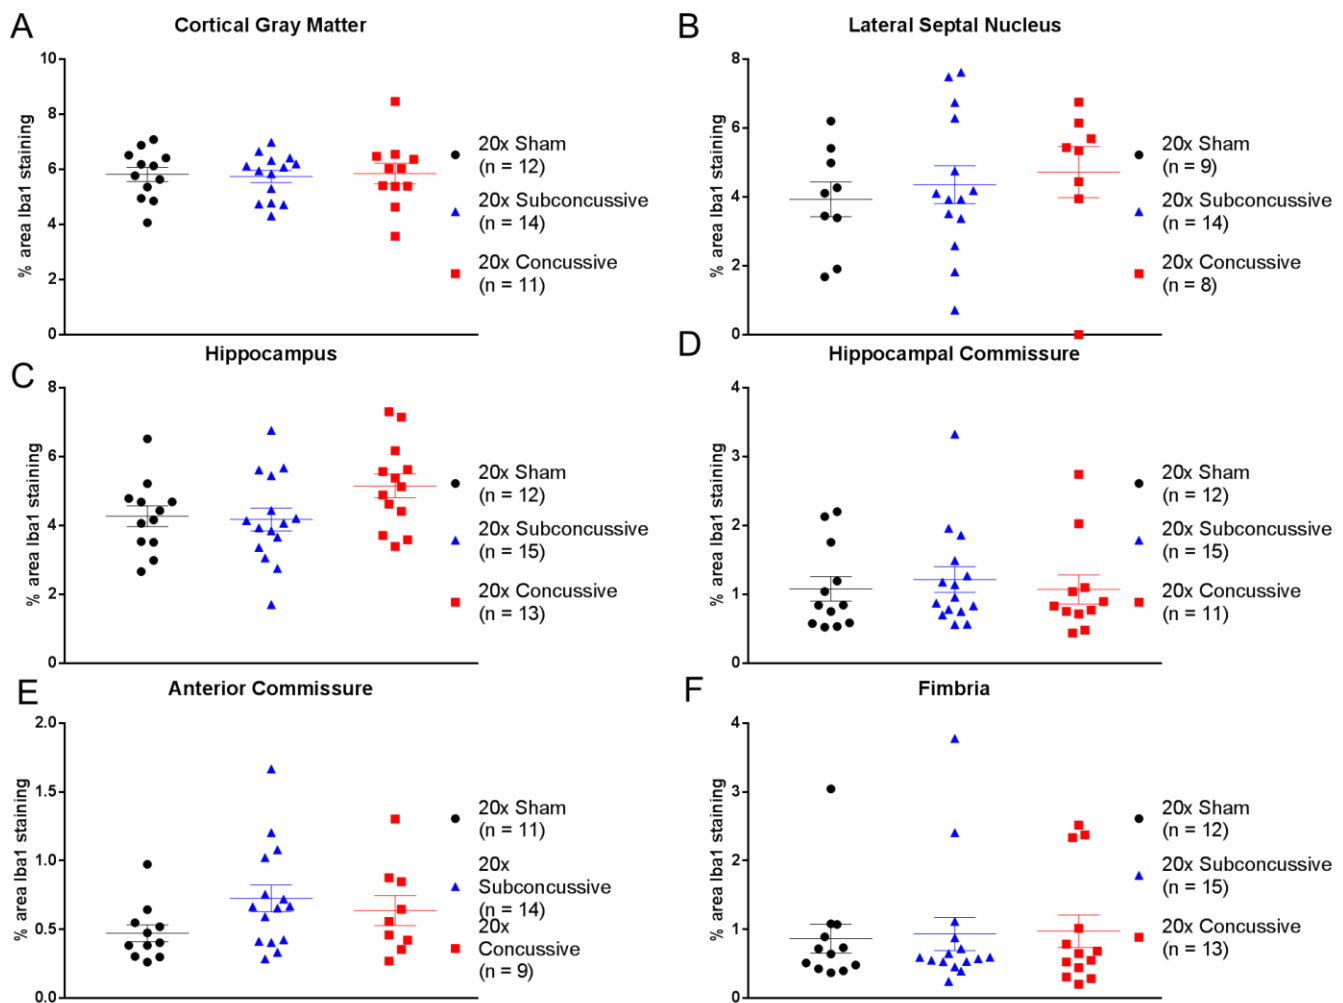 A
Cortical Gray Matter
% area Iba1 staining
10
8
6
4
2
0
20x Sham
(n = 12)
20x Subconcussive
(n = 14)
20x Concussive
(n = 11)
B
Lateral Septal Nucleus
% area Iba1 staining
8
6
4
2
0
20x Sham
(n = 9)
20x Subconcussive
(n = 14)
20x Concussive
(n = 8)
C
Hippocampus
% area Iba1 staining
8
6
4
2
0
20x Sham
(n = 12)
20x Subconcussive
(n = 15)
20x Concussive
(n = 13)
D
Hippocampal Commissure
% area Iba1 staining
4
3
2
1
0
20x Sham
(n = 12)
20x Subconcussive
(n = 15)
20x Concussive
(n = 11)
E
Anterior Commissure
% area Iba1 staining
2.0
1.5
1.0
0.5
0.0
20x Sham
(n = 11)
20x
Subconcussive
(n = 14)
20x
Concussive
(n = 9)
F
Fimbria
% area Iba1 staining
4
3
2
1
0
20x Sham
(n = 12)
20x Subconcussive
(n = 15)
20x Concussive
(n = 13)